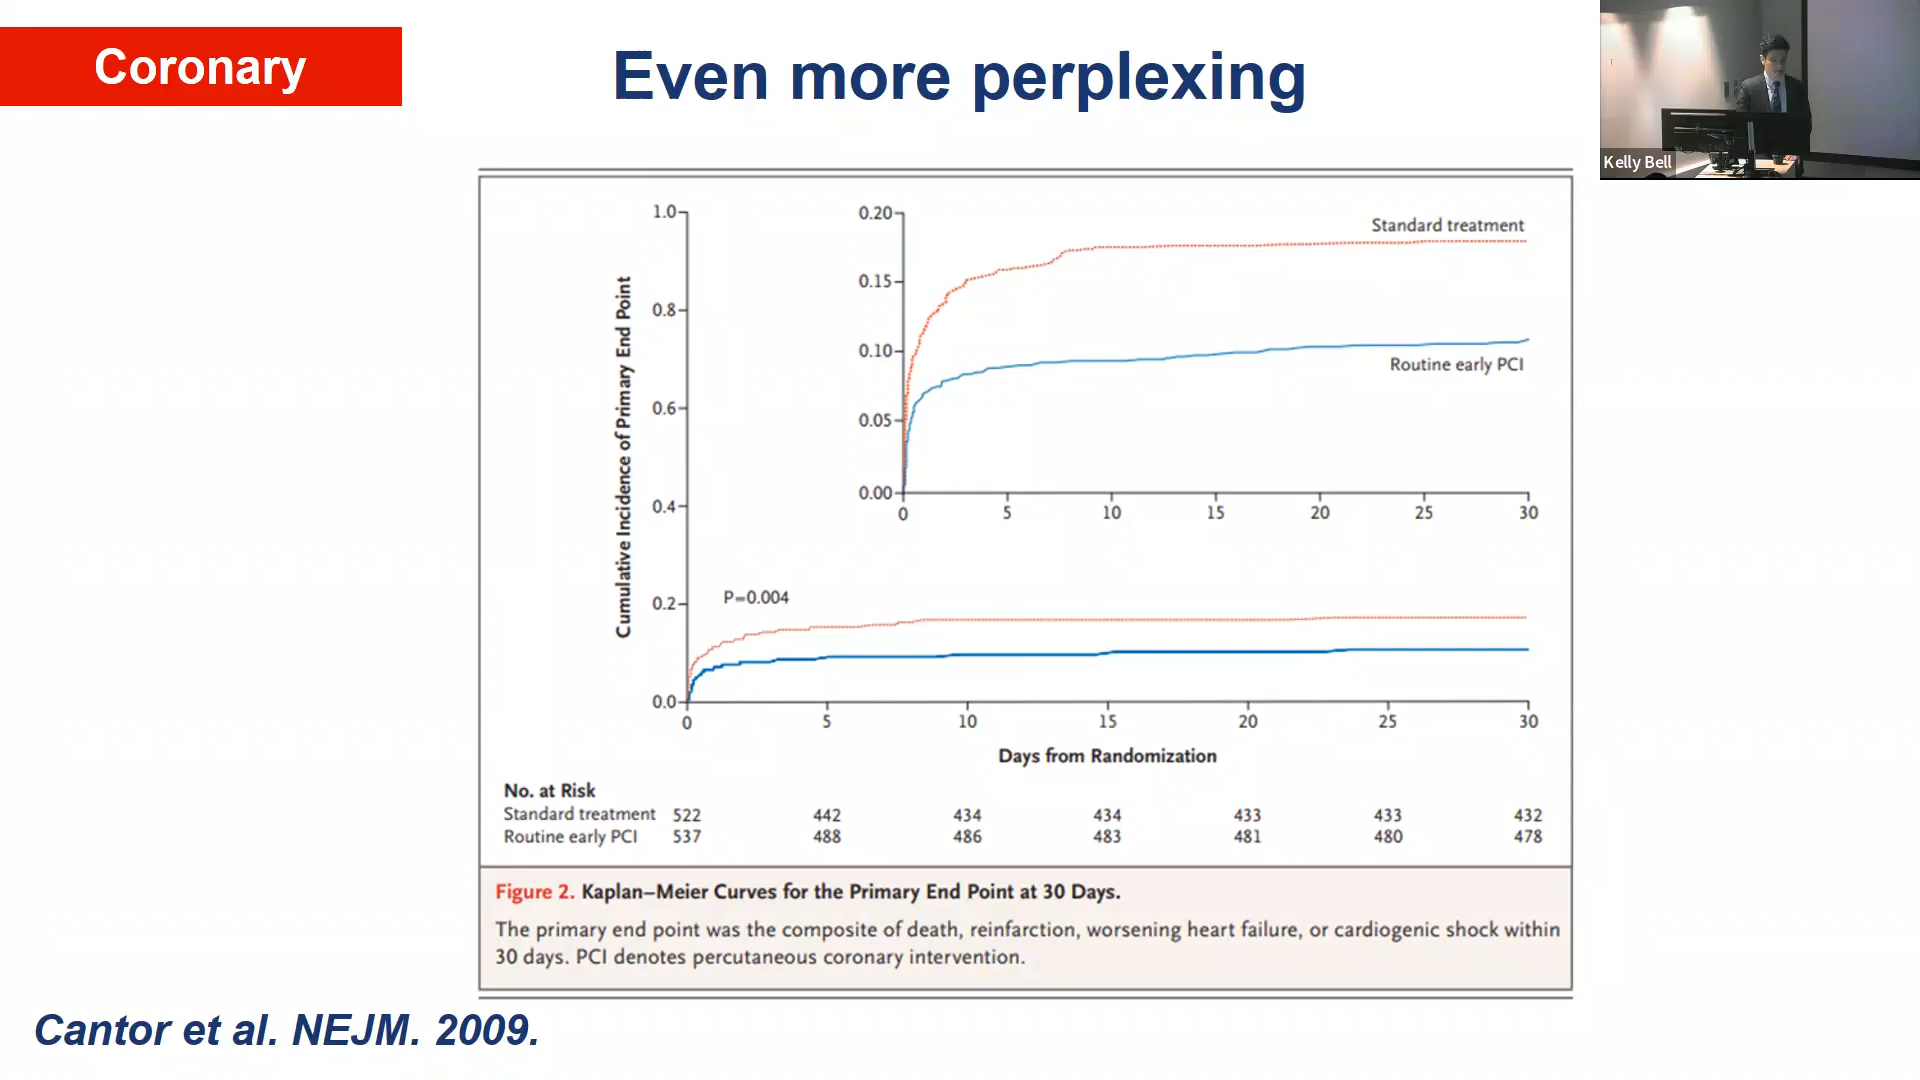 Coronary
Even more perplexing
Kelly Bell
Cumulative Incidence of Primary End Point
1.0
0.8
0.6
0.4
0.2
0.0
0 5 10 15 20 25 30
0.20
0.15
0.10
0.05
0.00
0 5 10 15 20 25 30
Standard treatment
Routine early PCI
P=0.004
Days from Randomization
No. at Risk
Standard treatment 522 442 434 434 433 433 432
Routine early PCI 537 488 486 483 481 480 478
Figure 2. Kaplan–Meier Curves for the Primary End Point at 30 Days.
The primary end point was the composite of death, reinfarction, worsening heart failure, or cardiogenic shock within
30 days. PCI denotes percutaneous coronary intervention.
Cantor et al. NEJM. 2009.